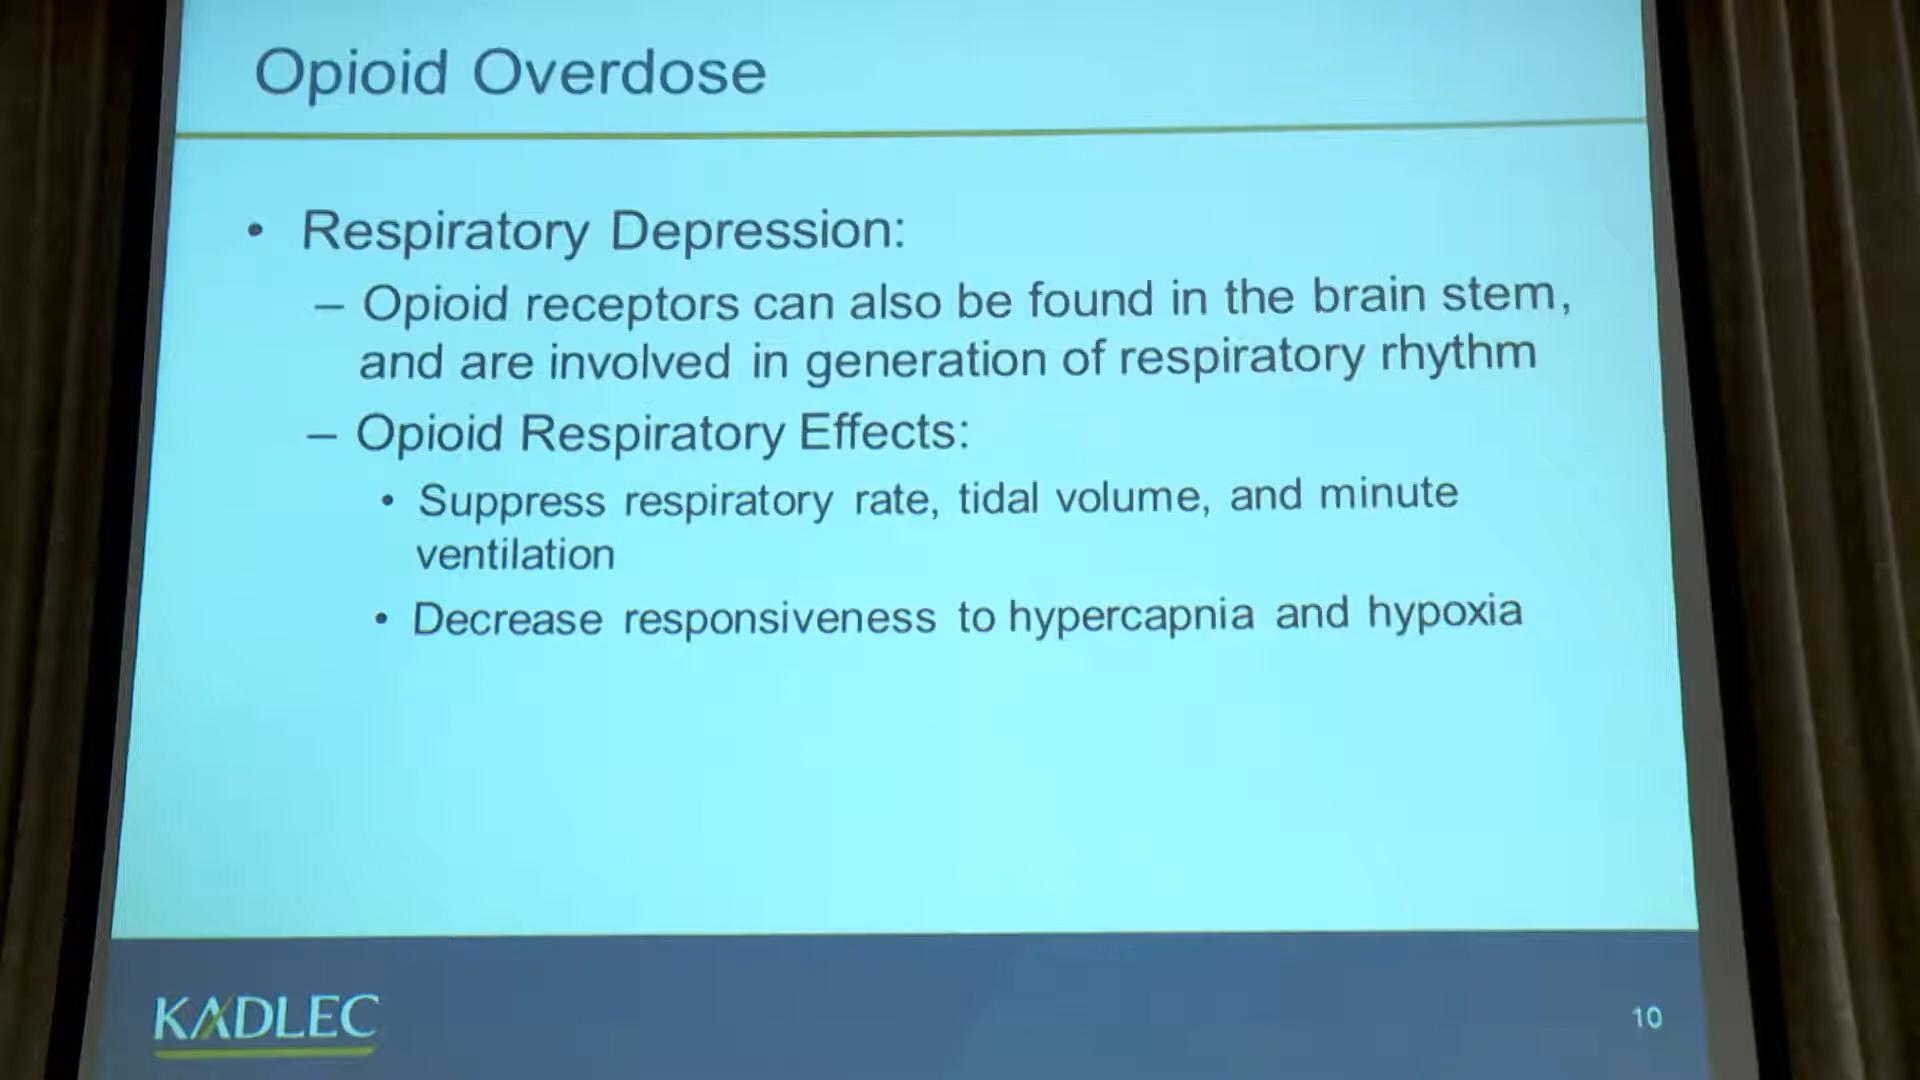 Opioid Overdose
• Respiratory Depression:
– Opioid receptors can also be found in the brain stem,
and are involved in generation of respiratory rhythm
– Opioid Respiratory Effects:
• Suppress respiratory rate, tidal volume, and minute
ventilation
• Decrease responsiveness to hypercapnia and hypoxia
KADLEC
10